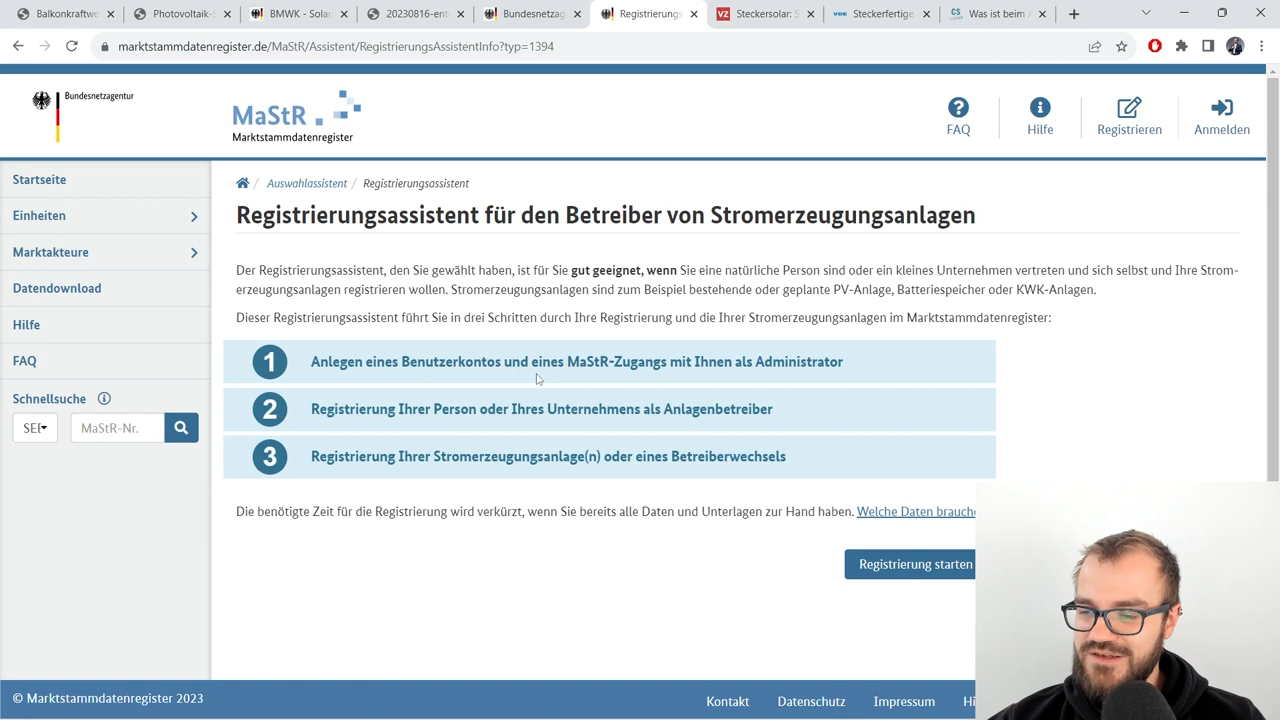 Balkonkraftwe
Photovoltaik-S
BMWK - Solar
20230816-ent
Bundesnetzag
Registrierung
Steckersolar: S
Steckerfertige
Was ist beim
marktstammdatenregister.de/MaStR/Assistent/RegistrierungsAssistentInfo?typ=1394
Bundesnetzagentur
MaStR
Marktstammdatenregister
FAQ
Hilfe
Registrieren
Anmelden
Startseite
Einheiten
Marktakteure
Datendownload
Hilfe
FAQ
Schnellsuche
SEE
MaStR-Nr.
Auswahlassistent / Registrierungsassistent
Registrierungsassistent für den Betreiber von Stromerzeugungsanlagen
Der Registrierungsassistent, den Sie gewählt haben, ist für Sie gut geeignet, wenn Sie eine natürliche Person sind oder ein kleines Unternehmen vertreten und sich selbst und Ihre Strom-
erzeugungsanlagen registrieren wollen. Stromerzeugungsanlagen sind zum Beispiel bestehende oder geplante PV-Anlage, Batteriespeicher oder KWK-Anlagen.
Dieser Registrierungsassistent führt Sie in drei Schritten durch Ihre Registrierung und die Ihrer Stromerzeugungsanlagen im Marktstammdatenregister:
1 Anlegen eines Benutzerkontos und eines MaStR-Zugangs mit Ihnen als Administrator
2 Registrierung Ihrer Person oder Ihres Unternehmens als Anlagenbetreiber
3 Registrierung Ihrer Stromerzeugungsanlage(n) oder eines Betreiberwechsels
Die benötigte Zeit für die Registrierung wird verkürzt, wenn Sie bereits alle Daten und Unterlagen zur Hand haben. Welche Daten brauche
Registrierung starten
© Marktstammdatenregister 2023
Kontakt
Datenschutz
Impressum
Hi